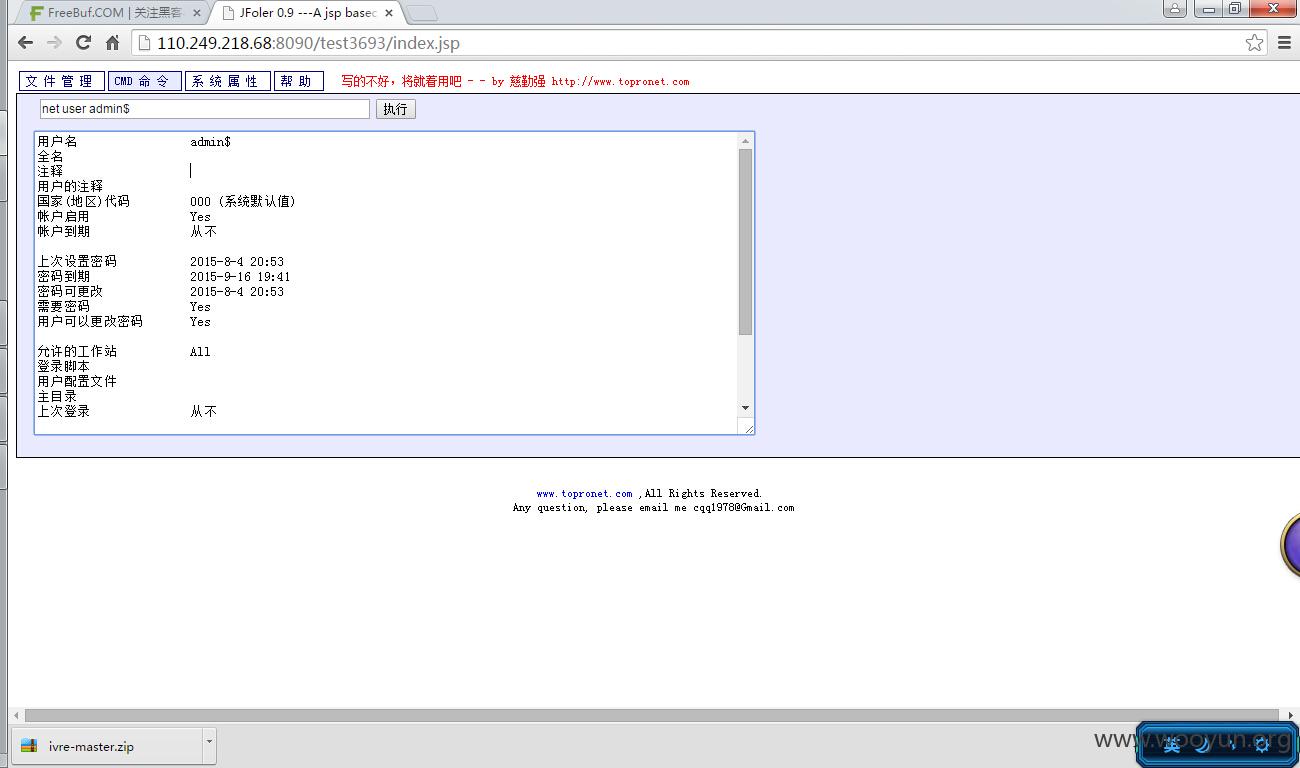 FreeBuf.COM | 关注黑客
JFoler 0.9 ---A jsp based
110.249.218.68:8090/test3693/index.jsp
文件管理 CMD 命令 系统属性 帮助 写的不好，将就着用吧 - - by 慈勤强 http://www.topronet.com
net user admin$ 执行
用户名 admin$
全名
注释
用户的注释
国家(地区)代码 000 (系统默认值)
帐户启用 Yes
帐户到期 从不
上次设置密码 2015-8-4 20:53
密码到期 2015-9-16 19:41
密码可更改 2015-8-4 20:53
需要密码 Yes
用户可以更改密码 Yes
允许的工作站 All
登录脚本
用户配置文件
主目录
上次登录 从不
www.topronet.com ,All Rights Reserved.
Any question, please email me cqq1978@Gmail.com
ivre-master.zip
www.wooyun.org
英